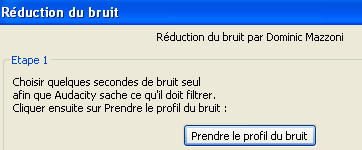 Réduction du bruit
Réduction du bruit par Dominic Mazzoni
Etape 1
Choisir quelques secondes de bruit seul
afin que Audacity sache ce qu'il doit filtrer.
Cliquer ensuite sur Prendre le profil du bruit :
Prendre le profil du bruit